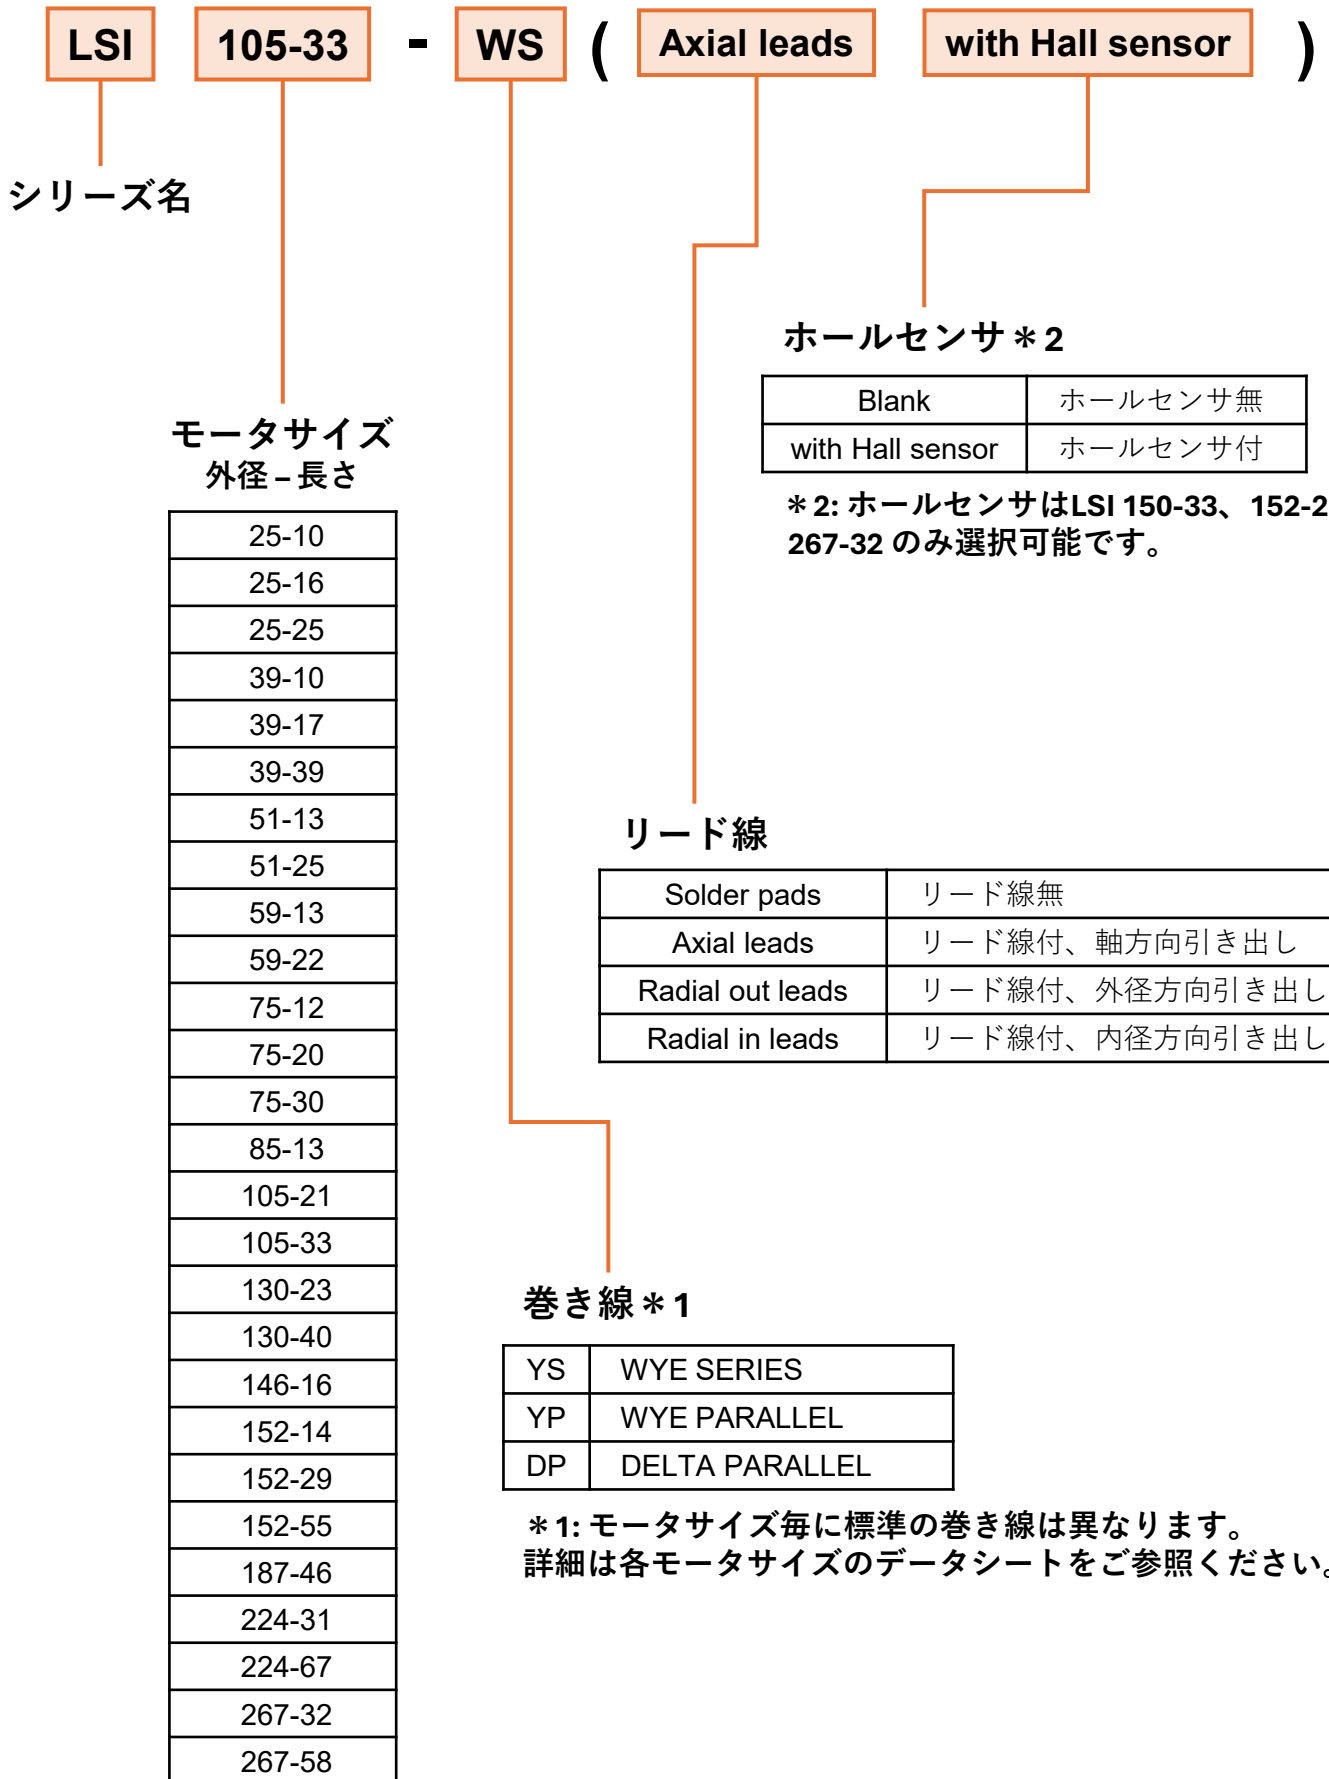 LSI 105-33 - WS ( Axial leads with Hall sensor )
シリーズ名
ホールセンサ＊2
Blank ホールセンサ無
with Hall sensor ホールセンサ付
＊2: ホールセンサはLSI 150-33、152-2
267-32 のみ選択可能です。
モータサイズ
外径 – 長さ
25-10
25-16
25-25
39-10
39-17
39-39
51-13
51-25
59-13
59-22
75-12
75-20
75-30
85-13
105-21
105-33
130-23
130-40
146-16
152-14
152-29
152-55
187-46
224-31
224-67
267-32
267-58
リード線
Solder pads リード線無
Axial leads リード線付、軸方向引き出し
Radial out leads リード線付、外径方向引き出し
Radial in leads リード線付、内径方向引き出し
巻き線＊1
YS WYE SERIES
YP WYE PARALLEL
DP DELTA PARALLEL
＊1: モータサイズ毎に標準の巻き線は異なります。
詳細は各モータサイズのデータシートをご参照ください。